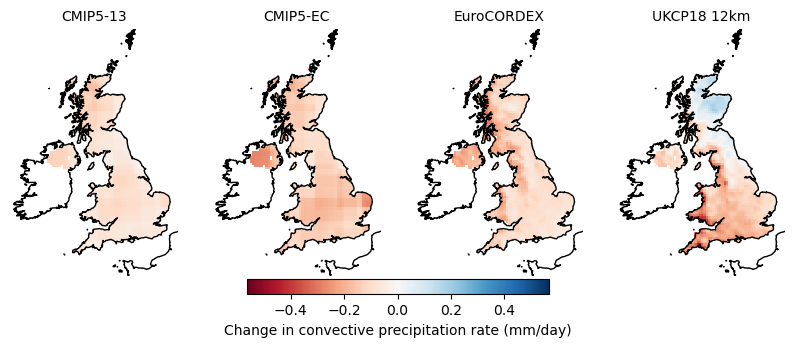 CMIP5-13 CMIP5-EC EuroCORDEX UKCP18 12km
−0.4 −0.2 0.0 0.2 0.4
Change in convective precipitation rate (mm/day)